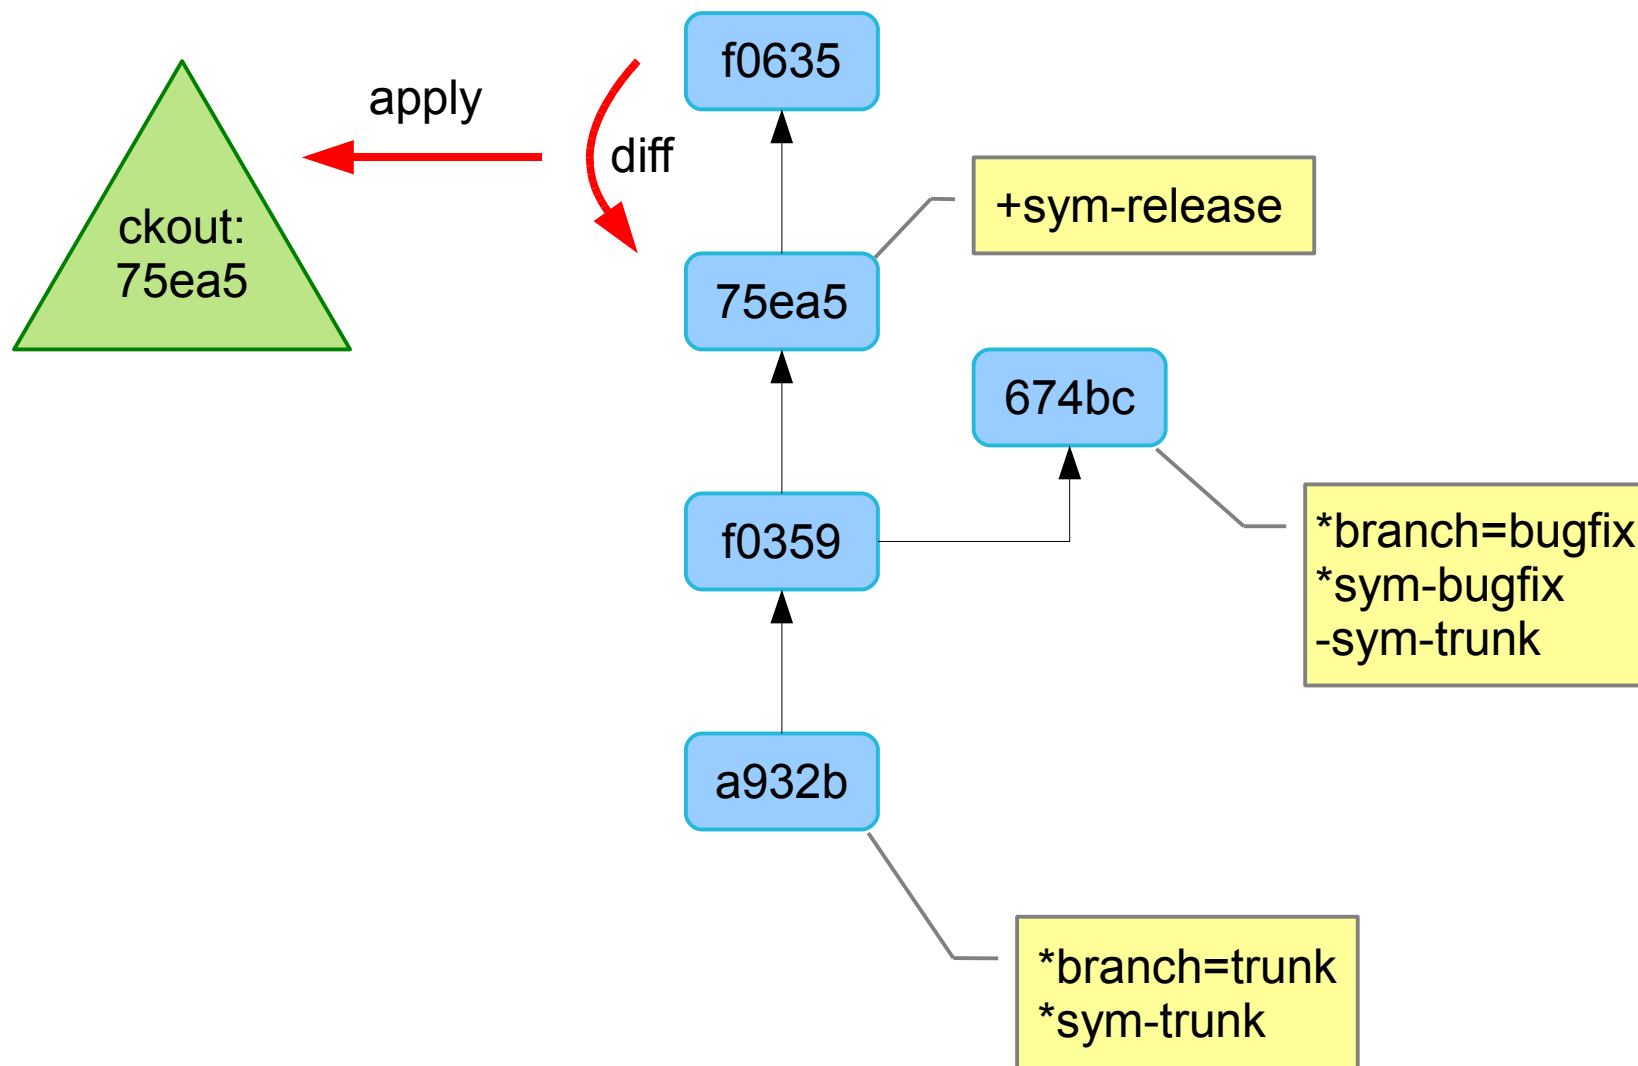 f0635
apply
diff
+sym-release
ckout:
75ea5
75ea5
674bc
f0359
*branch=bugfix
*sym-bugfix
-sym-trunk
a932b
*branch=trunk
*sym-trunk